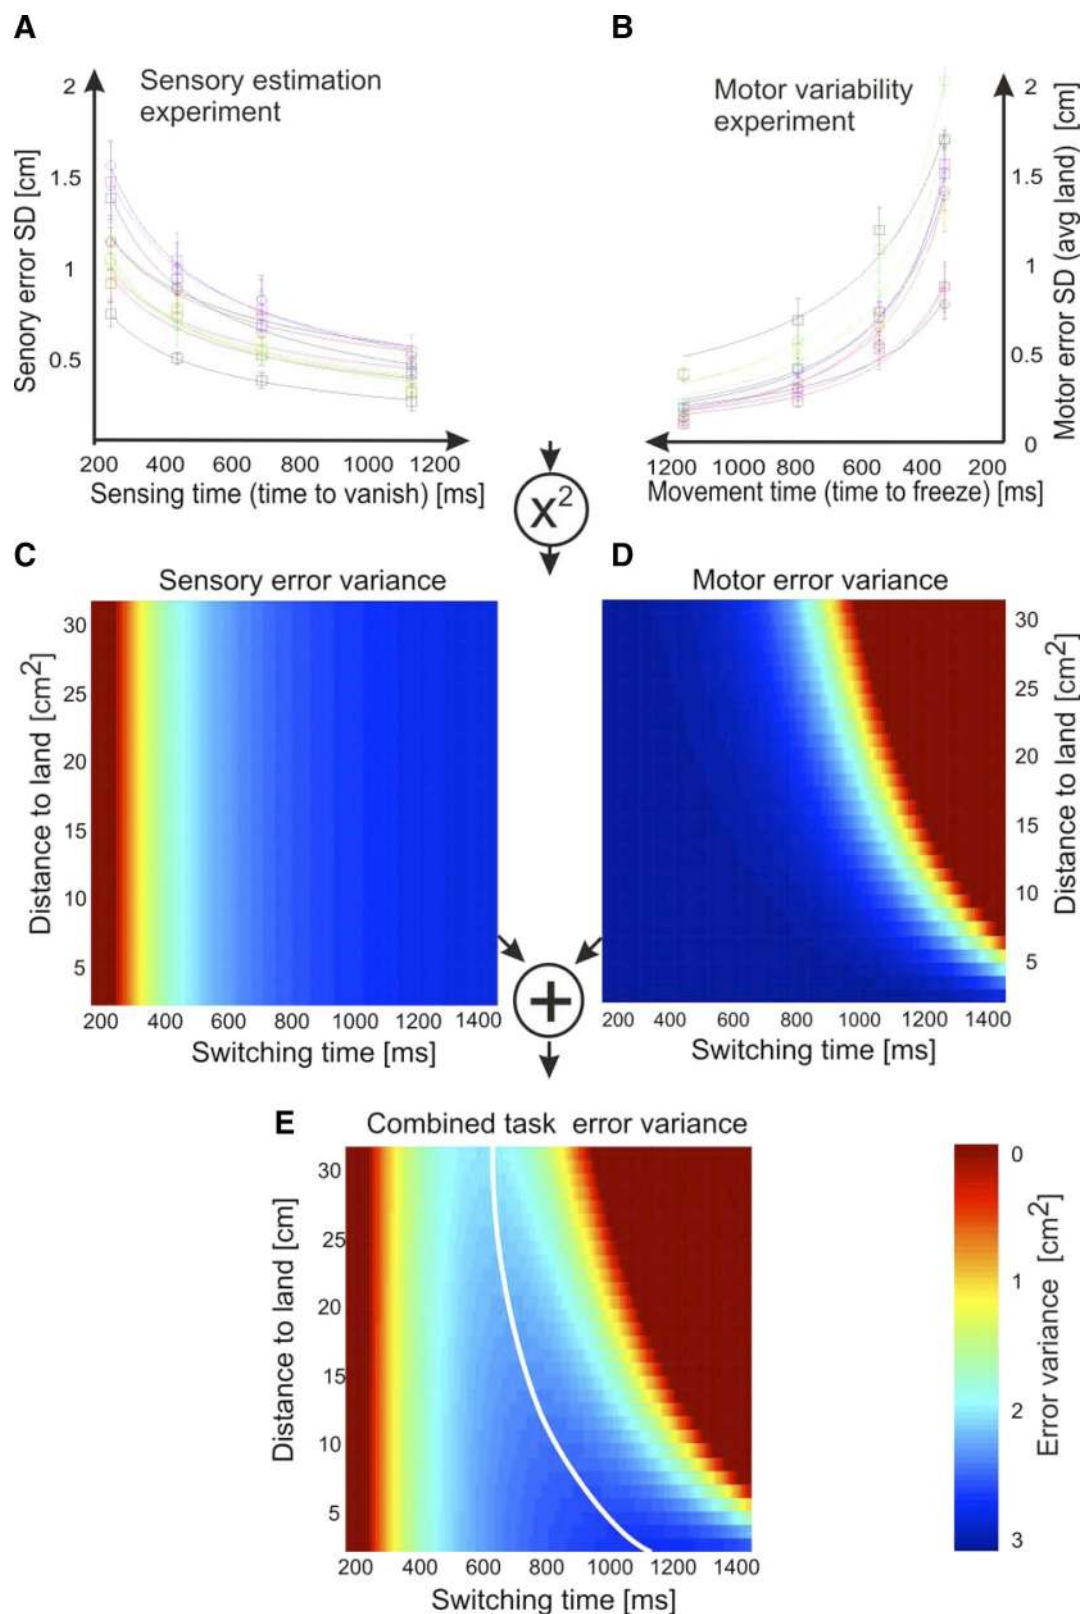 A
B
Sensory estimation
experiment
Motor variability
experiment
Senory error SD [cm]
2
1.5
1
0.5
200 400 600 800 1000 1200
Sensing time (time to vanish) [ms]
Motor error SD (avg land) [cm]
2
1.5
1
0.5
0
1200 1000 800 600 400 200
Movement time (time to freeze) [ms]
x²
C
D
Sensory error variance
Motor error variance
Distance to land [cm²]
30
25
20
15
10
5
200 400 600 800 1000 1200 1400
Switching time [ms]
Distance to land [cm²]
30
25
20
15
10
5
200 400 600 800 1000 1200 1400
Switching time [ms]
+
E
Combined task error variance
Distance to land [cm]
30
25
20
15
10
5
200 400 600 800 1000 1200 1400
Switching time [ms]
Error variance [cm²]
0
1
2
3